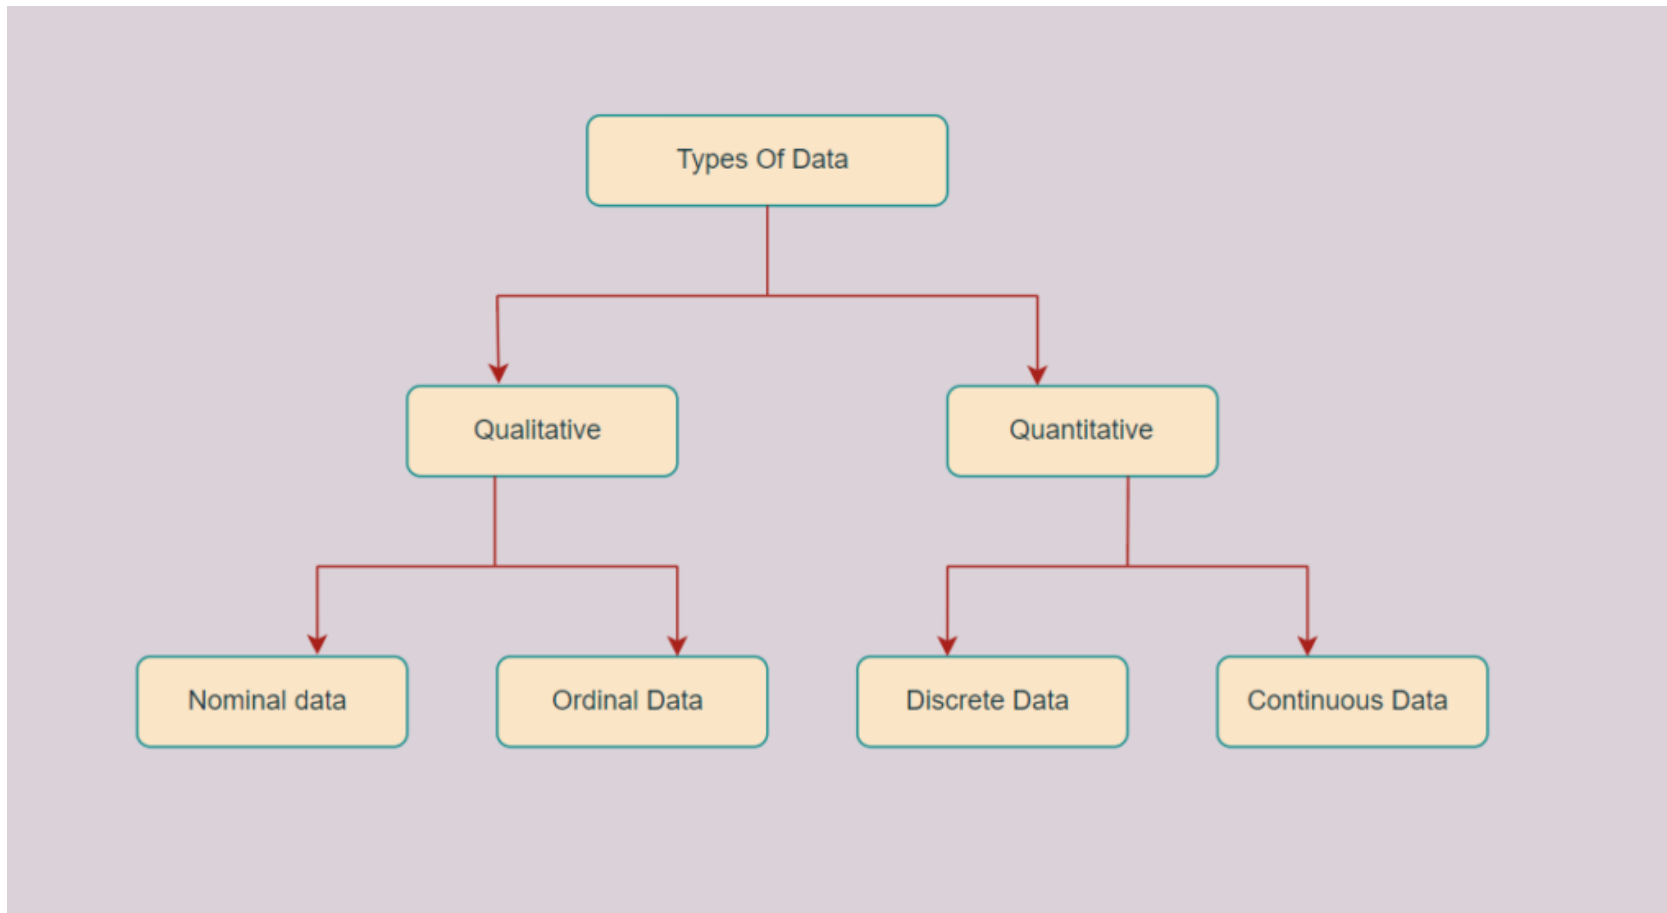 Types Of Data
Qualitative
Quantitative
Nominal data
Ordinal Data
Discrete Data
Continuous Data